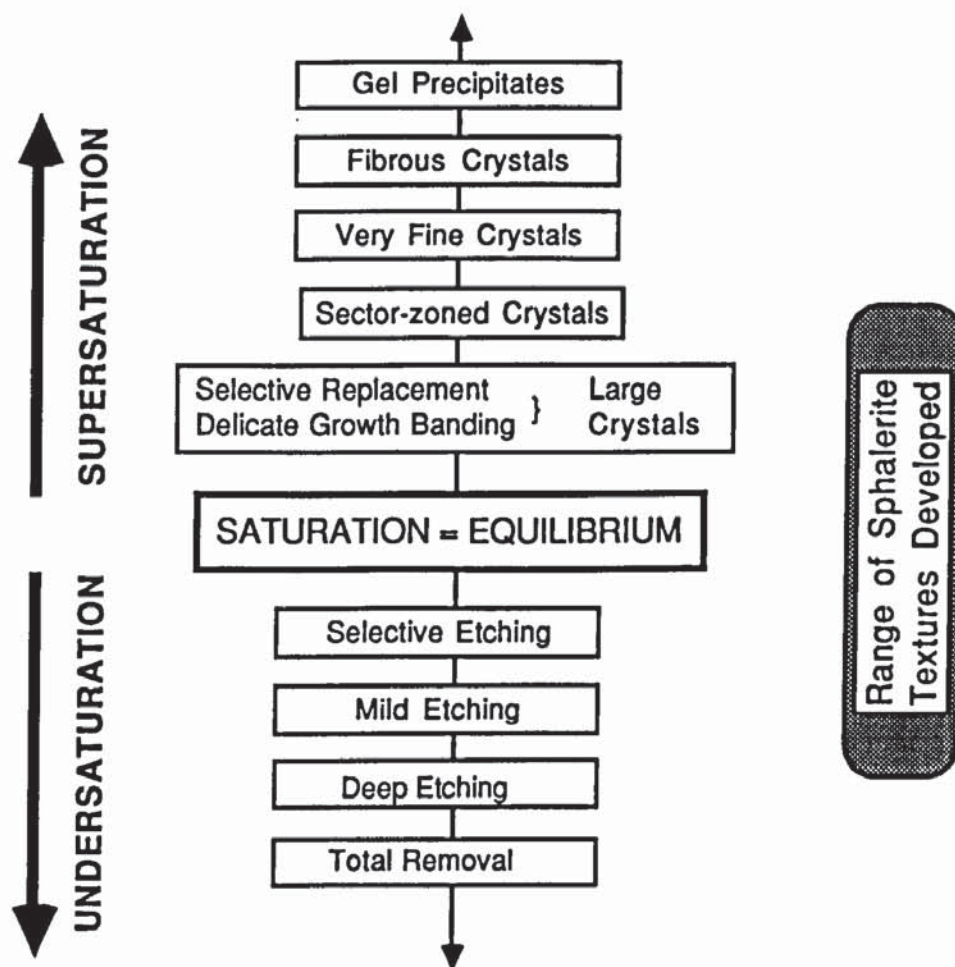 Gel Precipitates
Fibrous Crystals
Very Fine Crystals
Sector-zoned Crystals
Selective Replacement } Large
Delicate Growth Banding Crystals
SATURATION = EQUILIBRIUM
Selective Etching
Mild Etching
Deep Etching
Total Removal
SUPERSATURATION
UNDERSATURATION
Range of Sphalerite
Textures Developed